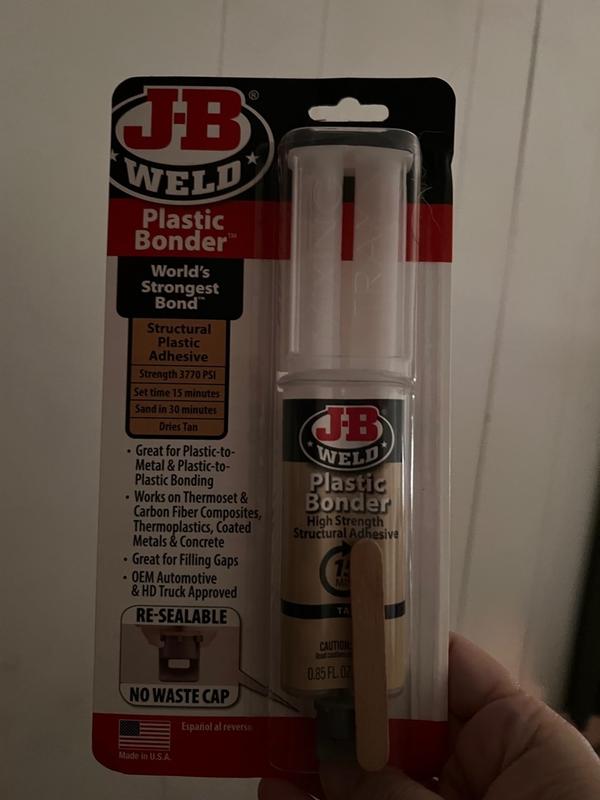 J-B
®
WELD
Plastic
Bonder™
World's
Strongest
Bond™
Structural
Plastic
Adhesive
Strength 3770 PSI
Set time 15 minutes
Sand in 30 minutes
Dries Tan
• Great for Plastic-to-
Metal & Plastic-to-
Plastic Bonding
• Works on Thermoset &
Carbon Fiber Composites,
Thermoplastics, Coated
Metals & Concrete
• Great for Filling Gaps
• OEM Automotive
& HD Truck Approved
RE-SEALABLE
NO WASTE CAP
Made in U.S.A.
Español al reverso
J-B
WELD
Plastic
Bonder
High Strength
Structural Adhesive
CAUTION:
0.85 FL. OZ